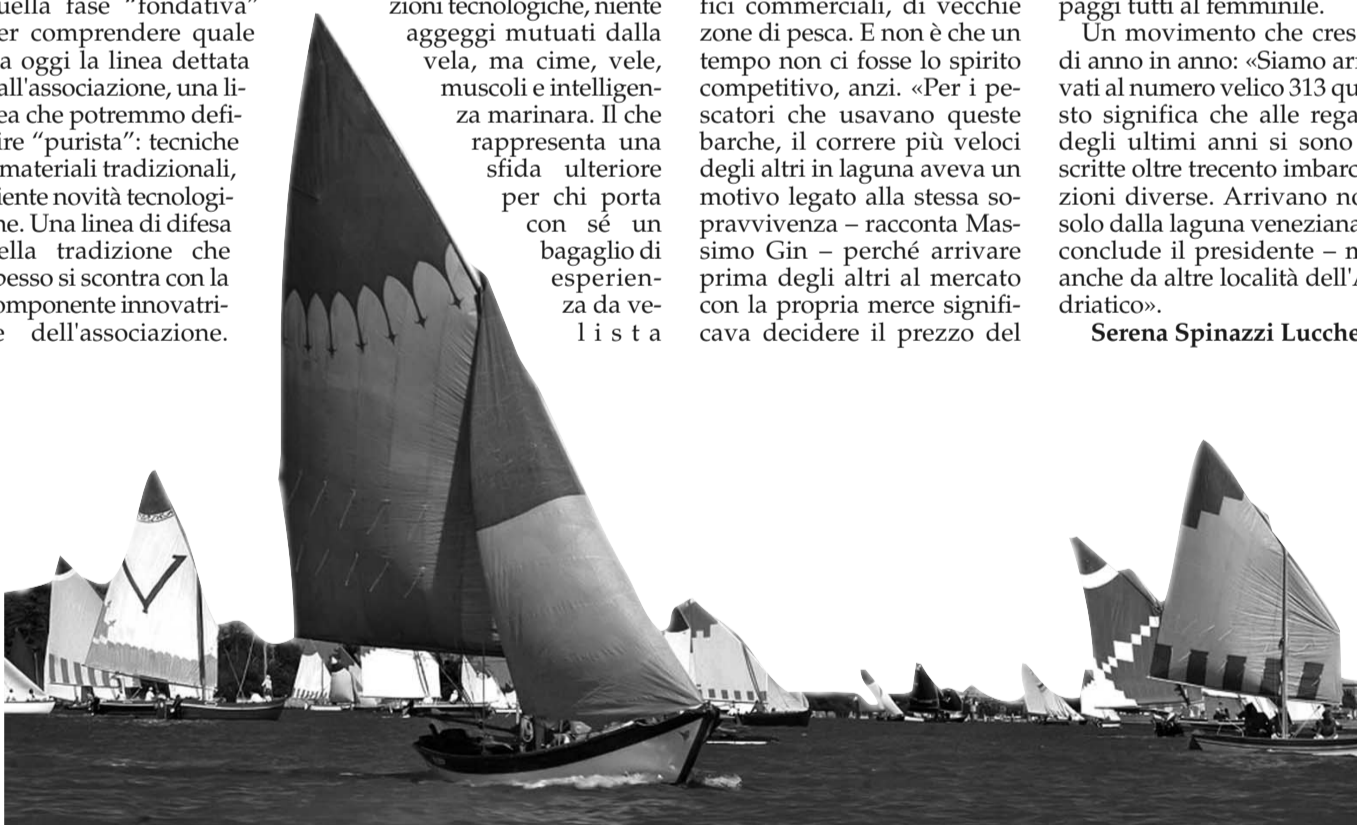 uella fase “fondativa”
er comprendere quale
a oggi la linea dettata
all'associazione, una li-
ea che potremmo defi-
ire “purista”: tecniche
materiali tradizionali,
iente novità tecnologi-
he. Una linea di difesa
ella tradizione che
pesso si scontra con la
omponente innovatri-
e dell'associazione.
zioni tecnologiche, niente
aggeggi mutuati dalla
vela, ma cime, vele,
muscoli e intelligen-
za marinara. Il che
rappresenta una
sfida ulteriore
per chi porta
con sé un
bagaglio di
esperien-
za da ve-
lista
fici commerciali, di vecchie
zone di pesca. E non è che un
tempo non ci fosse lo spirito
competitivo, anzi. «Per i pe-
scatori che usavano queste
barche, il correre più veloci
degli altri in laguna aveva un
motivo legato alla stessa so-
pravvivenza – racconta Mas-
simo Gin – perché arrivare
prima degli altri al mercato
con la propria merce signifi-
cava decidere il prezzo del
paggi tutti al femminile.
Un movimento che cres
di anno in anno: «Siamo arr
vati al numero velico 313 qu
sto significa che alle rega
degli ultimi anni si sono
scritte oltre trecento imbarc
zioni diverse. Arrivano no
solo dalla laguna veneziana
conclude il presidente – m
anche da altre località dell'A
driatico».
Serena Spinazzi Lucche
V